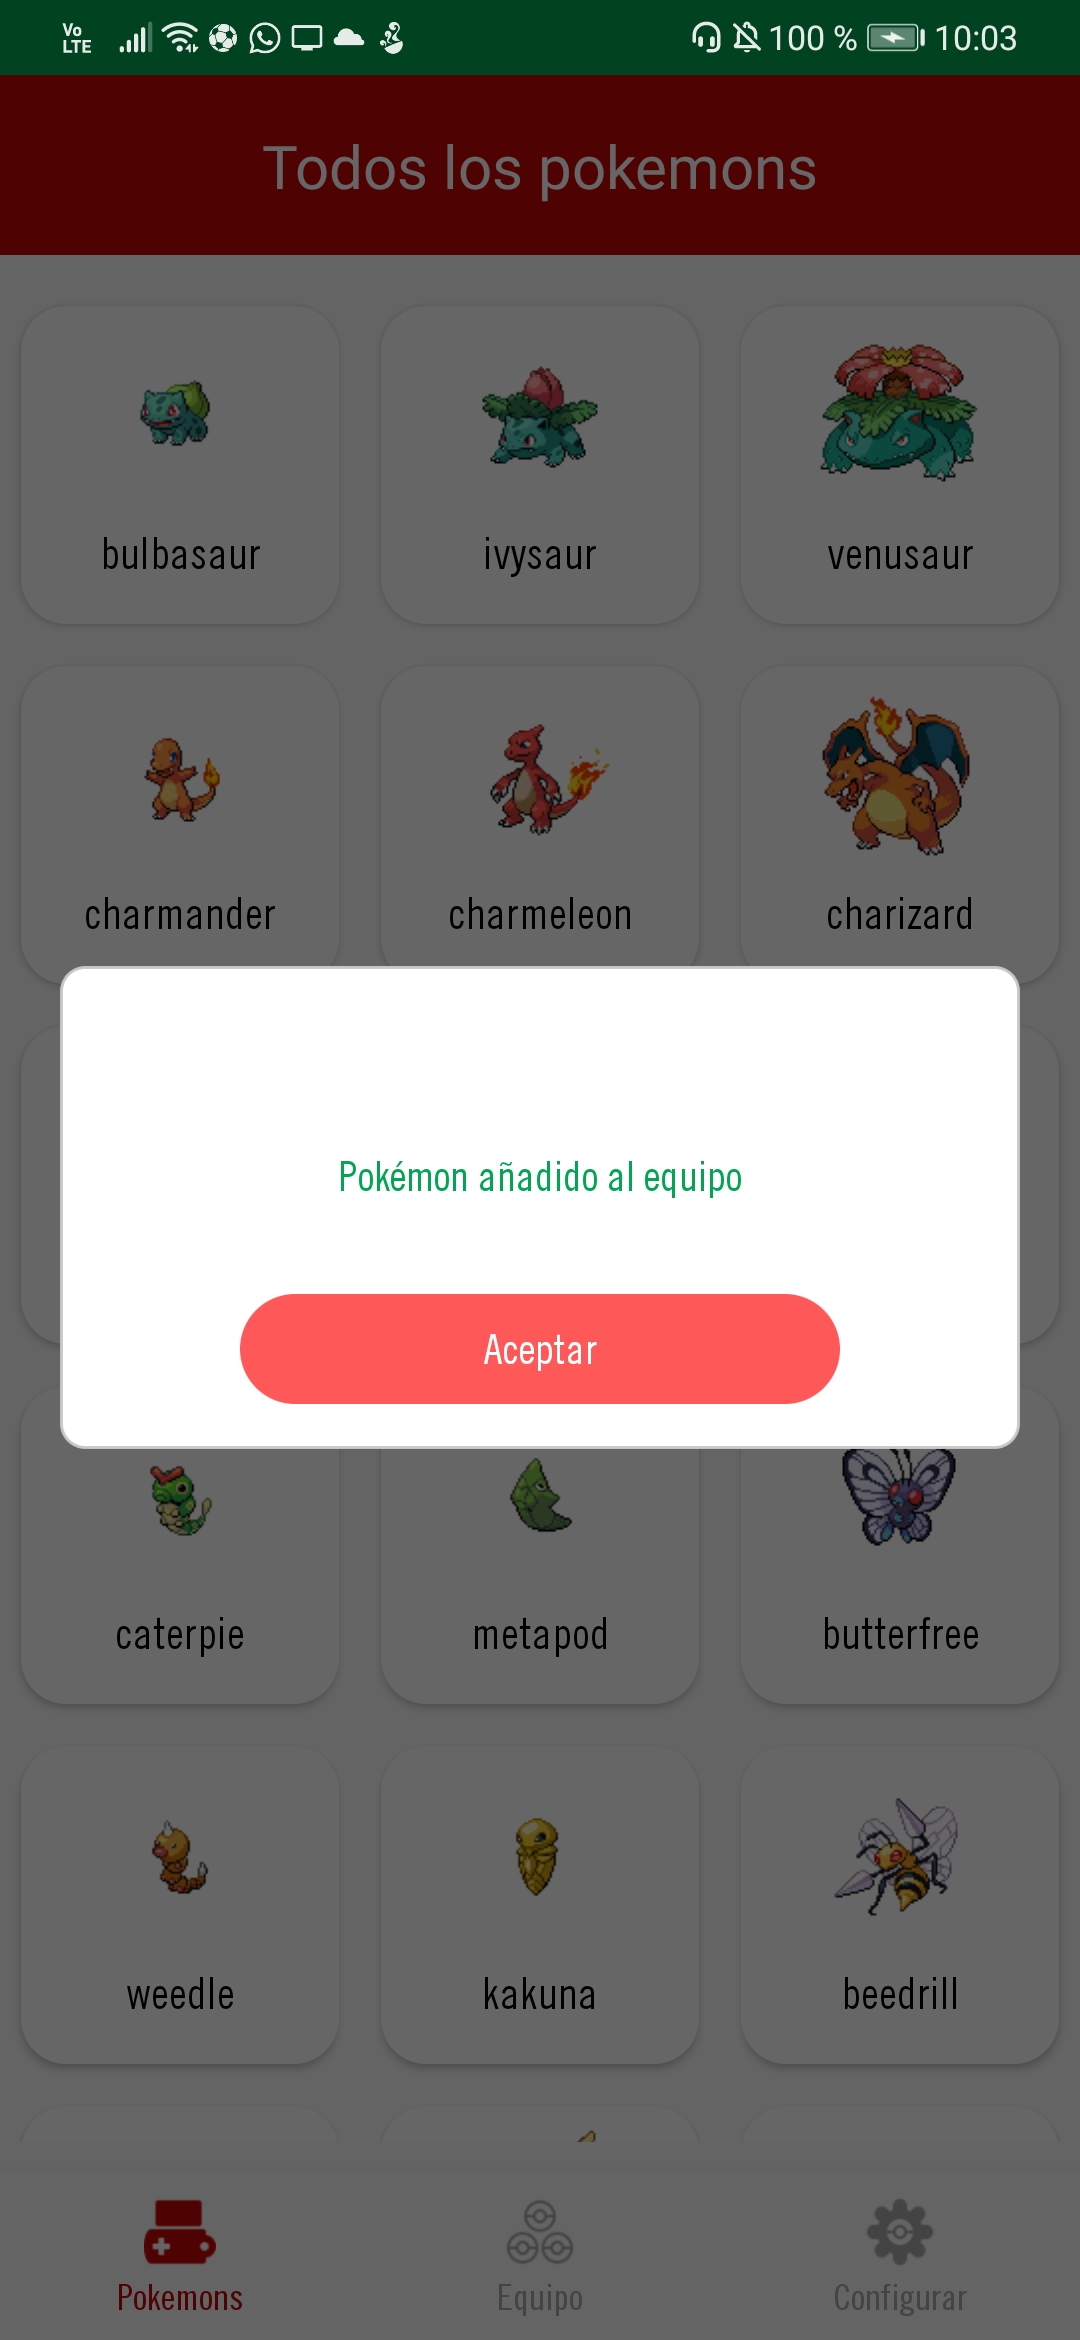 Vo
LTE
100 %
10:03
Todos los pokemons
bulbasaur
ivysaur
venusaur
charmander
charmeleon
charizard
Pokémon añadido al equipo
Aceptar
caterpie
metapod
butterfree
weedle
kakuna
beedrill
Pokemons
Equipo
Configurar